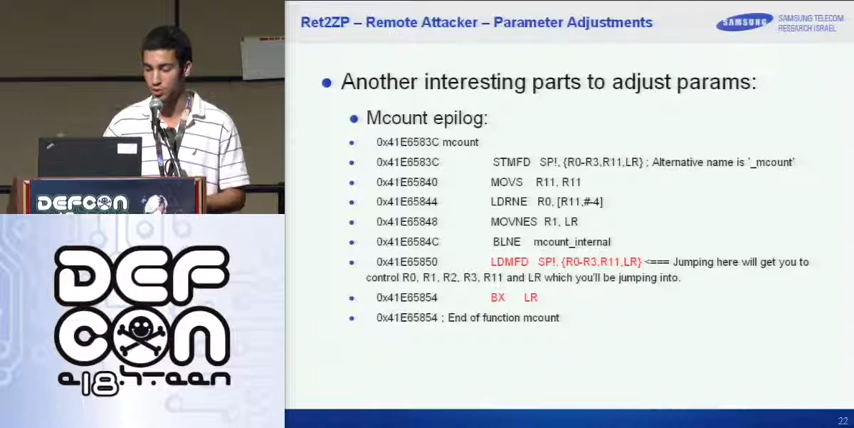 Ret2ZP – Remote Attacker – Parameter Adjustments
SAMSUNG
SAMSUNG TELECOM
RESEARCH ISRAEL
Another interesting parts to adjust params:
Mcount epilog:
0x41E6583C mcount
0x41E6583C STMFD SP!, {R0-R3,R11,LR} ; Alternative name is '_mcount'
0x41E65840 MOVS R11, R11
0x41E65844 LDRNE R0, [R11,#-4]
0x41E65848 MOVNES R1, LR
0x41E6584C BLNE mcount_internal
0x41E65850 LDMFD SP!, {R0-R3,R11,LR} <=== Jumping here will get you to
control R0, R1, R2, R3, R11 and LR which you'll be jumping into.
0x41E65854 BX LR
0x41E65854 ; End of function mcount
22
DEFCON
DEF
CON
e18h-teen